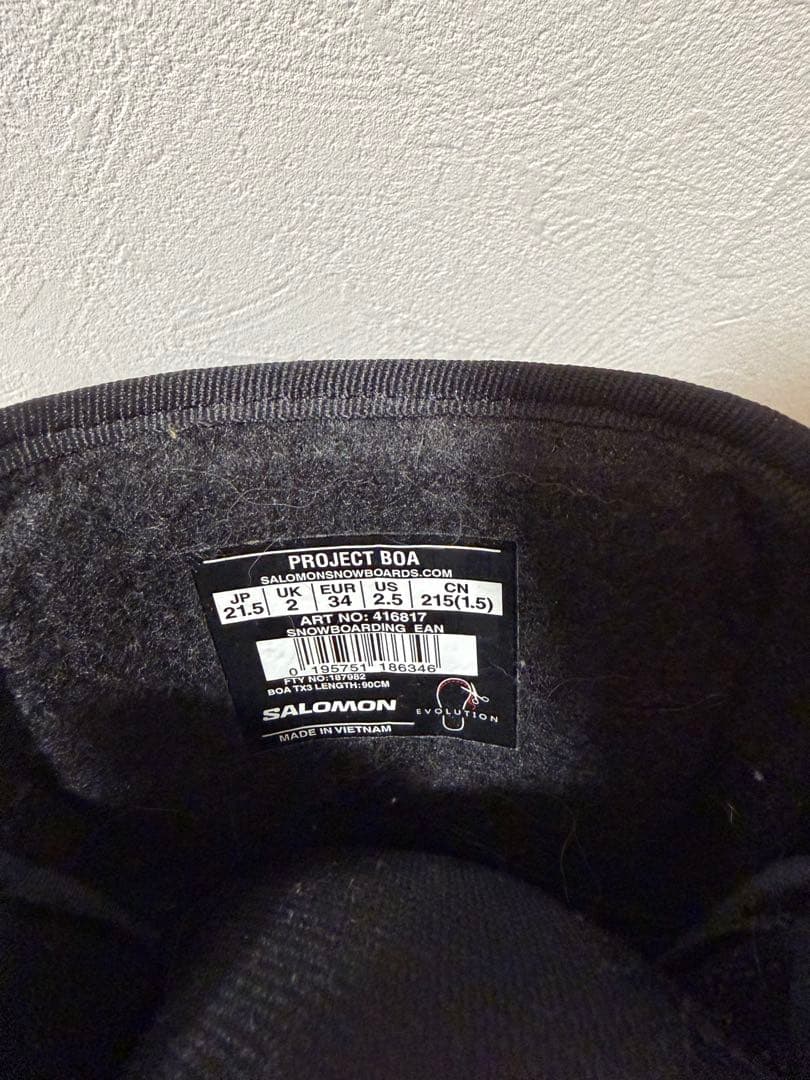 PROJECT BOA
SALOMONSNOWBOARDS.COM
JP UK EUR US CN
21.5 2 34 2.5 215(1.5)
ART NO: 416817
SNOWBOARDING EAN
0 195751 186346
FTY NO:187982
BOA TX3 LENGTH:90CM
SALOMON
EVOLUTION
MADE IN VIETNAM